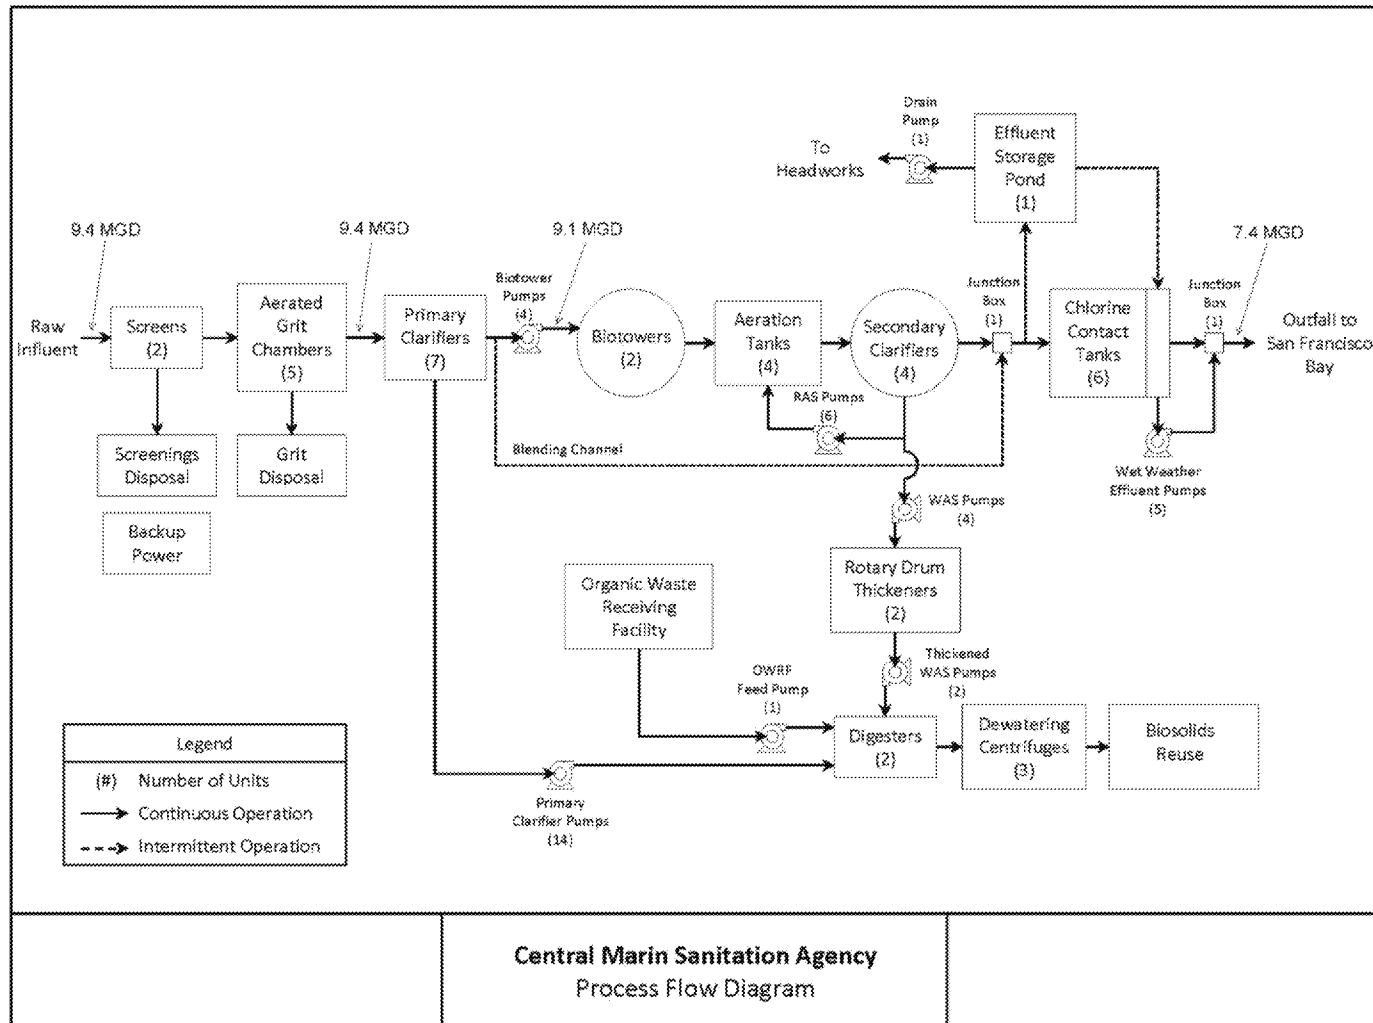 Drain
Pump
(1)
To
Headworks
Effluent
Storage
Pond
(1)
9.4 MGD
9.4 MGD
9.1 MGD
7.4 MGD
Raw
Influent
Screens
(2)
Aerated
Grit
Chambers
(5)
Primary
Clarifiers
(7)
Biotower
Pumps
(4)
Biotowers
(2)
Aeration
Tanks
(4)
Secondary
Clarifiers
(4)
Junction
Box
(1)
Chlorine
Contact
Tanks
(6)
Junction
Box
(1)
Outfall to
San Francisco
Bay
RAS Pumps
(6)
Blending Channel
Screenings
Disposal
Grit
Disposal
Wet Weather
Effluent Pumps
(5)
Backup
Power
WAS Pumps
(4)
Organic Waste
Receiving
Facility
Rotary Drum
Thickeners
(2)
OWRF
Feed Pump
(1)
Thickened
WAS Pumps
(2)
Digesters
(2)
Dewatering
Centrifuges
(3)
Biosolids
Reuse
Primary
Clarifier Pumps
(14)
Legend
(#) Number of Units
Continuous Operation
Intermittent Operation
Central Marin Sanitation Agency
Process Flow Diagram